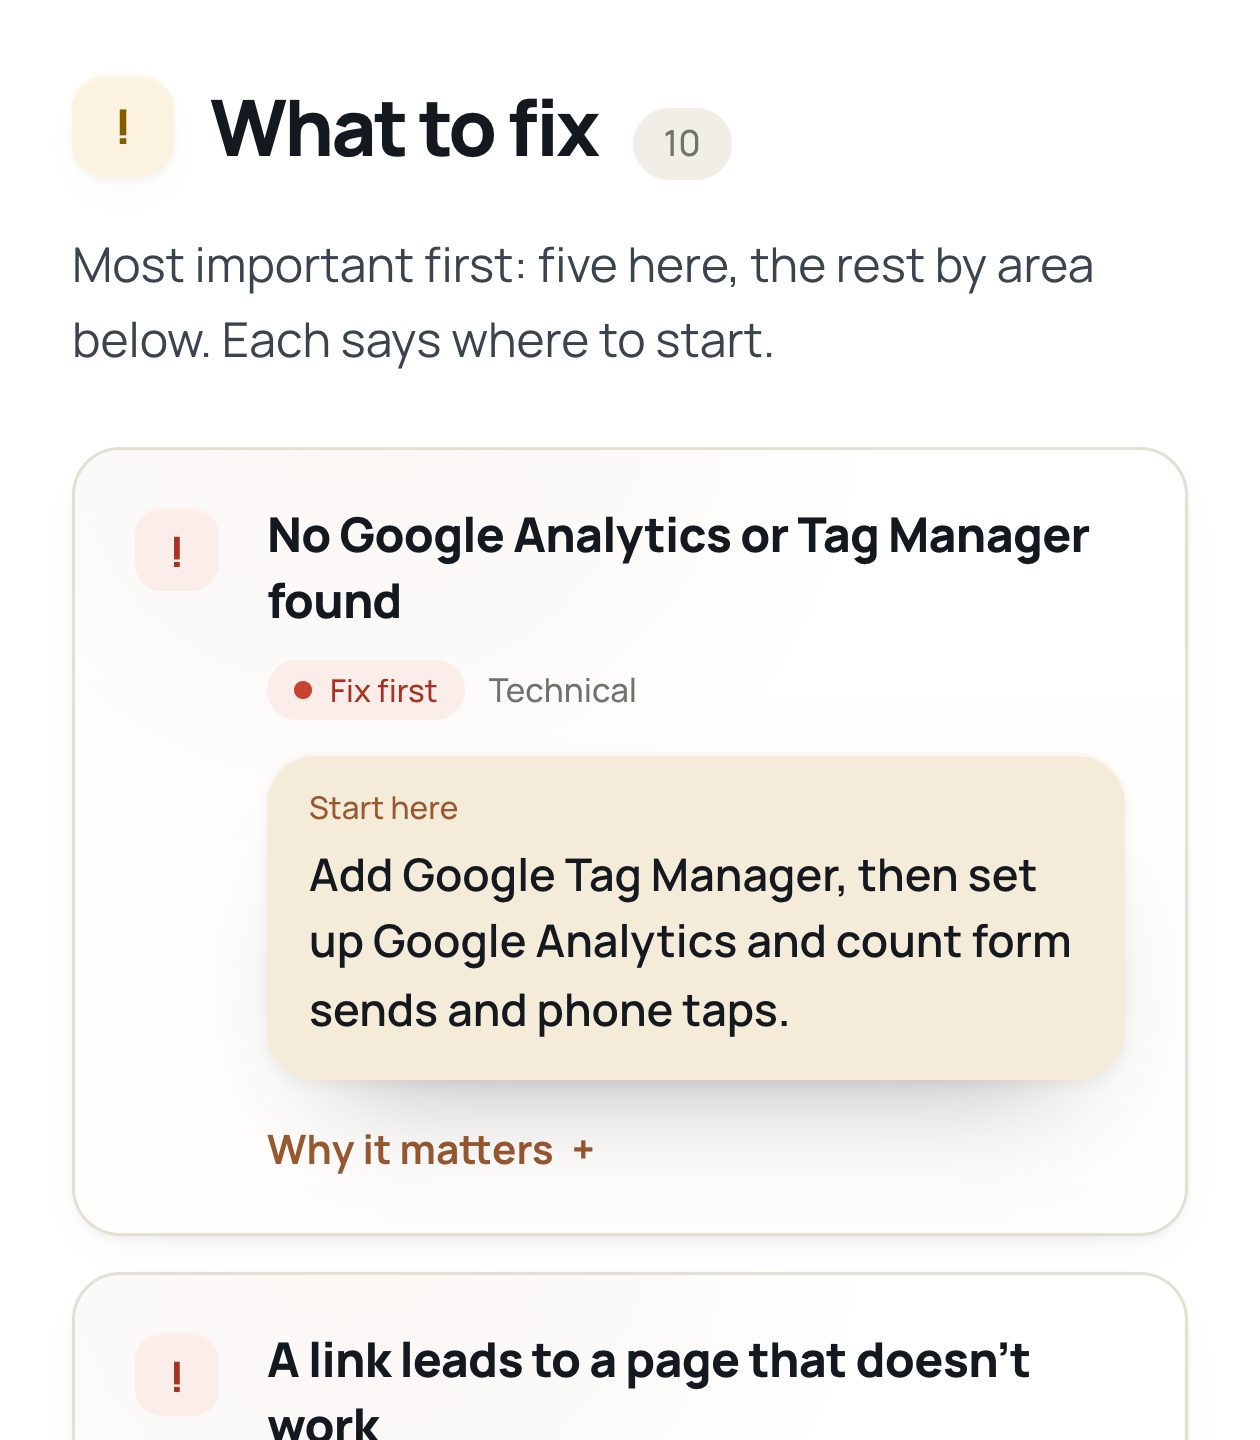 !
What to fix 10
Most important first: five here, the rest by area
below. Each says where to start.
!
No Google Analytics or Tag Manager
found
Fix first Technical
Start here
Add Google Tag Manager, then set
up Google Analytics and count form
sends and phone taps.
Why it matters +
!
A link leads to a page that doesn’t
work